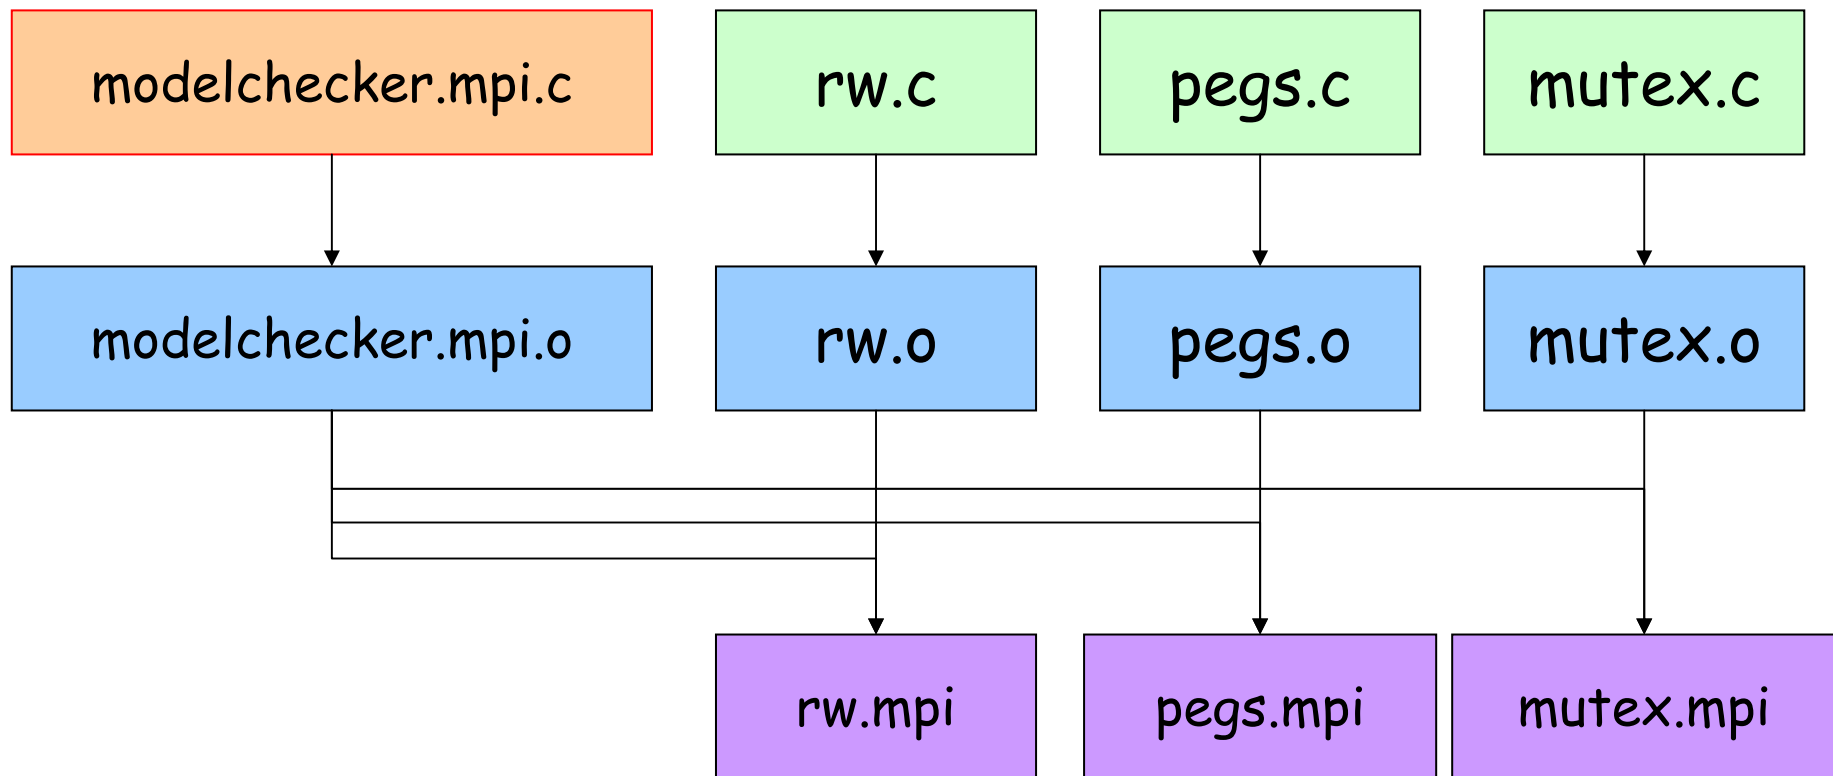 modelchecker.mpi.c
rw.c
pegs.c
mutex.c
modelchecker.mpi.o
rw.o
pegs.o
mutex.o
rw.mpi
pegs.mpi
mutex.mpi